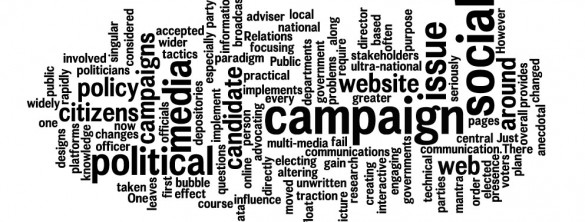 involved
public
rapidly
politicians
policy
widely
citizens
one
designs
platforms
knowledge
now
changes
officer
political
taken
One
leaves
first
bubble
effect
course
singular
considered
campaigns
accepted
wider
tactics
media
officials
depositories
especially party
information
broadcast
paradigm
candidate
implement
questions
influence
online
person
advocating
adviser local
national
Relations
focusing
Public
practical
implements
every
departments
government
problems
along
require
campaign
multi-media fail
communications
electing
gain
altering
directly
moved
unwritten
traction
research
director
based
often
purpose
stakeholders
ultra-national
website
greater
issue
seriously
social
However
around
pages
central Just
communication.There
web
creating
interactive
engaging
governments
technical
parties
mantra
order
elected
presence
voters
plane
overall
provides
anecdotal
changed